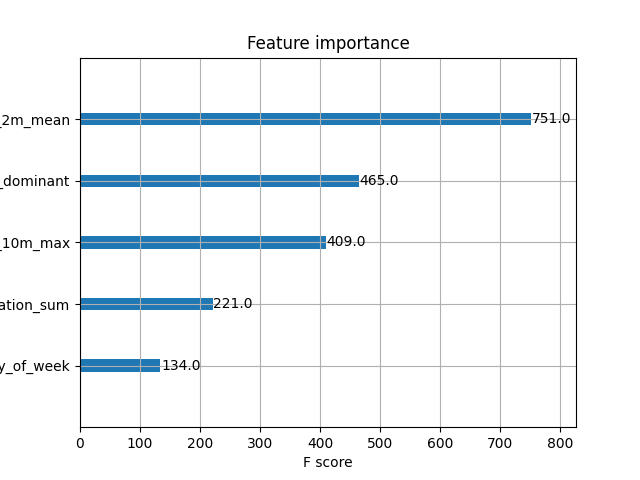 Feature importance
_2m_mean
751.0
_dominant
465.0
_10m_max
409.0
ation_sum
221.0
y_of_week
134.0
0 100 200 300 400 500 600 700 800
F score